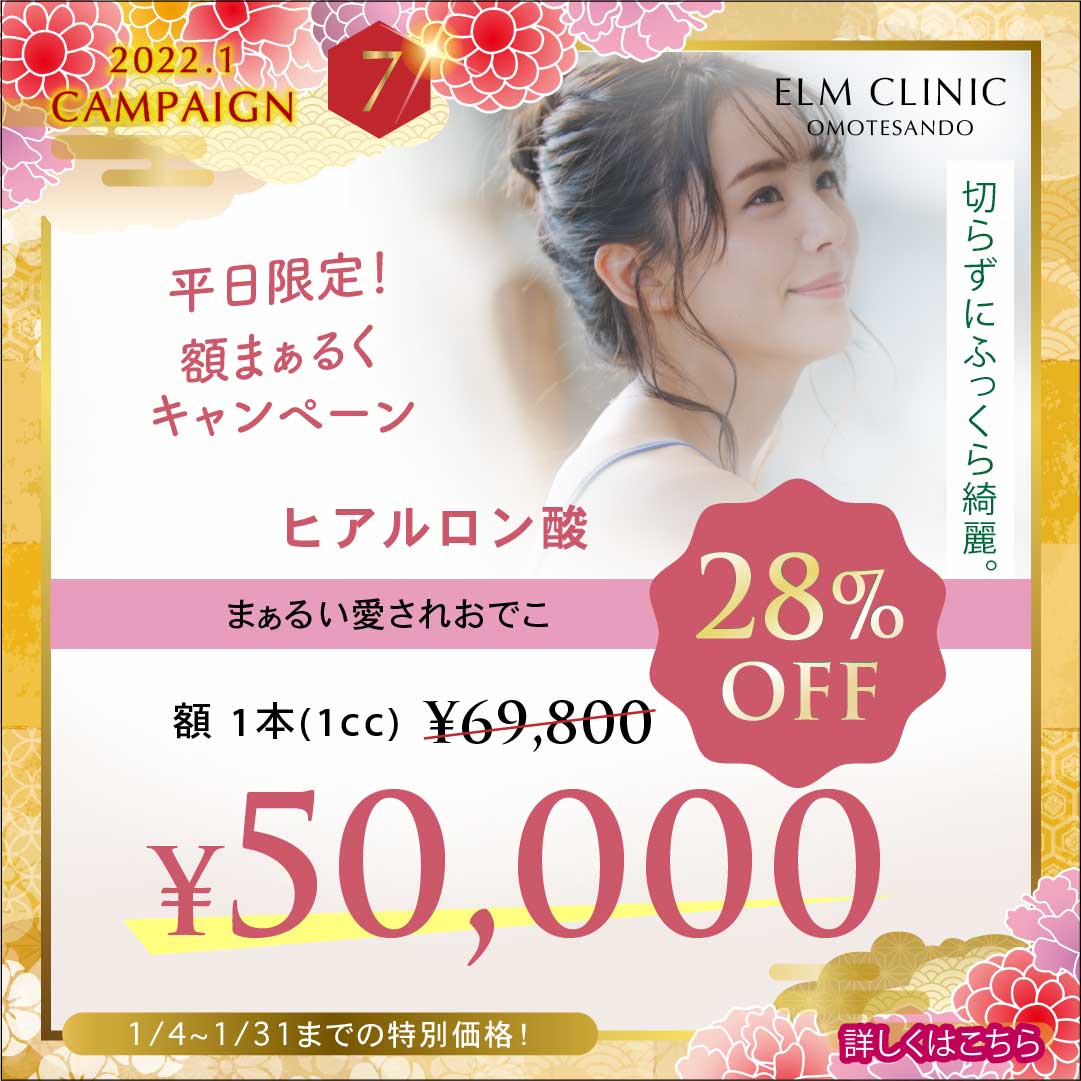 2022.1
CAMPAIGN
7
ELM CLINIC
OMOTESANDO
切らずにふっくら綺麗。
平日限定！
額まぁるく
キャンペーン
ヒアルロン酸
まぁるい愛されおでこ
28%
OFF
額 1本(1cc) ¥69,800
¥50,000
1/4~1/31までの特別価格！
詳しくはこちら